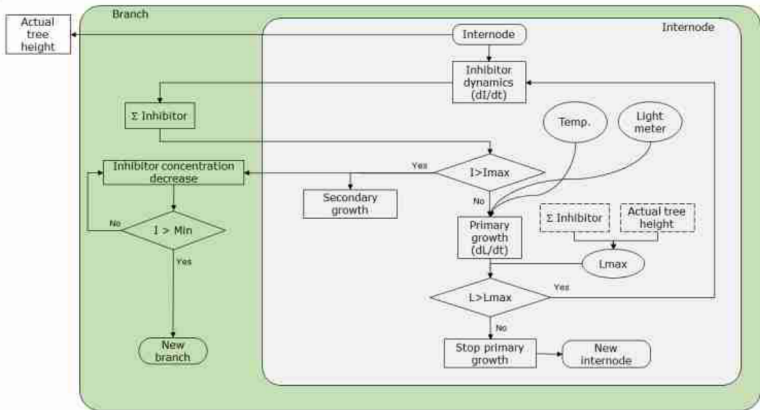 Branch
Actual
tree
height
Internode
Internode
Inhibitor
dynamics
(dI/dt)
Σ Inhibitor
Temp.
Light
meter
Inhibitor concentration
decrease
Yes
I>Imax
Secondary
growth
No
Σ Inhibitor
Actual tree
height
No
I > Min
Primary
growth
(dL/dt)
Lmax
Yes
L>Lmax
Yes
No
New
branch
Stop primary
growth
New
internode